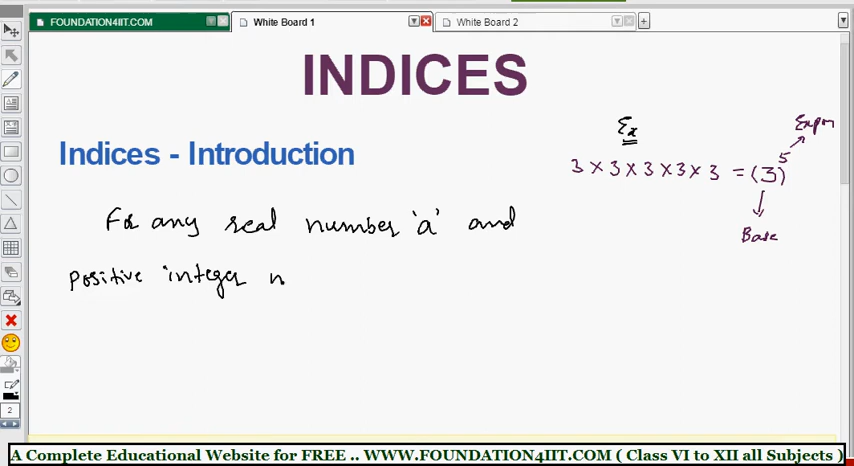 FOUNDATION4IIT.COM
White Board 1
White Board 2
INDICES
Indices - Introduction
Ex
3 × 3 × 3 × 3 × 3 = (3)⁵
Expon
Base
For any real number 'a' and
positive integer n
2
A Complete Educational Website for FREE .. WWW.FOUNDATION4IIT.COM ( Class VI to XII all Subjects )